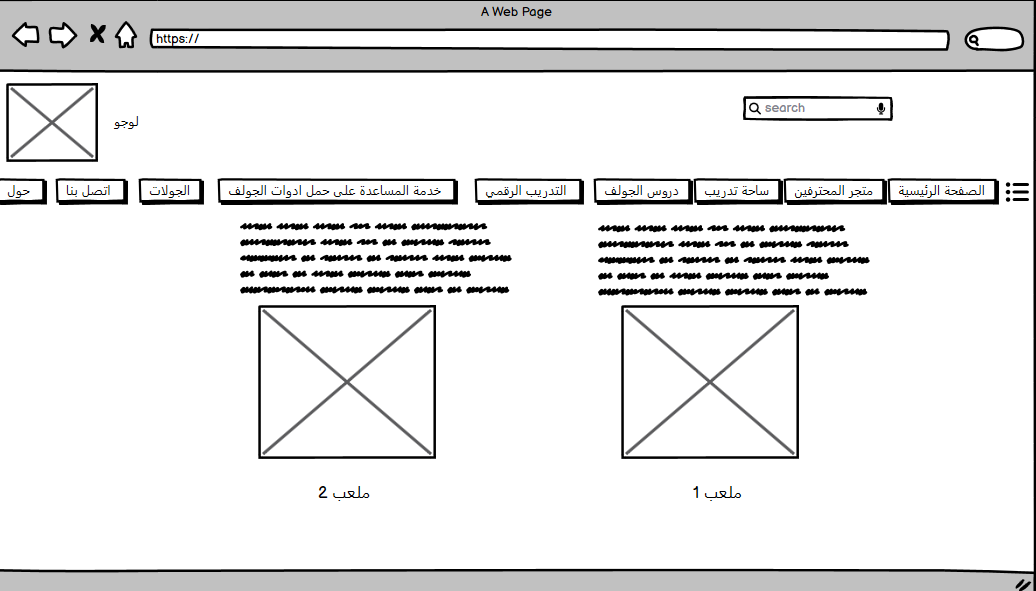 A Web Page
https://
لوجو
search
الصفحة الرئيسية
متجر المحترفين
ساحة تدريب
دروس الجولف
التدريب الرقمي
خدمة المساعدة على حمل ادوات الجولف
الجولات
اتصل بنا
حول
ملعب 1
ملعب 2